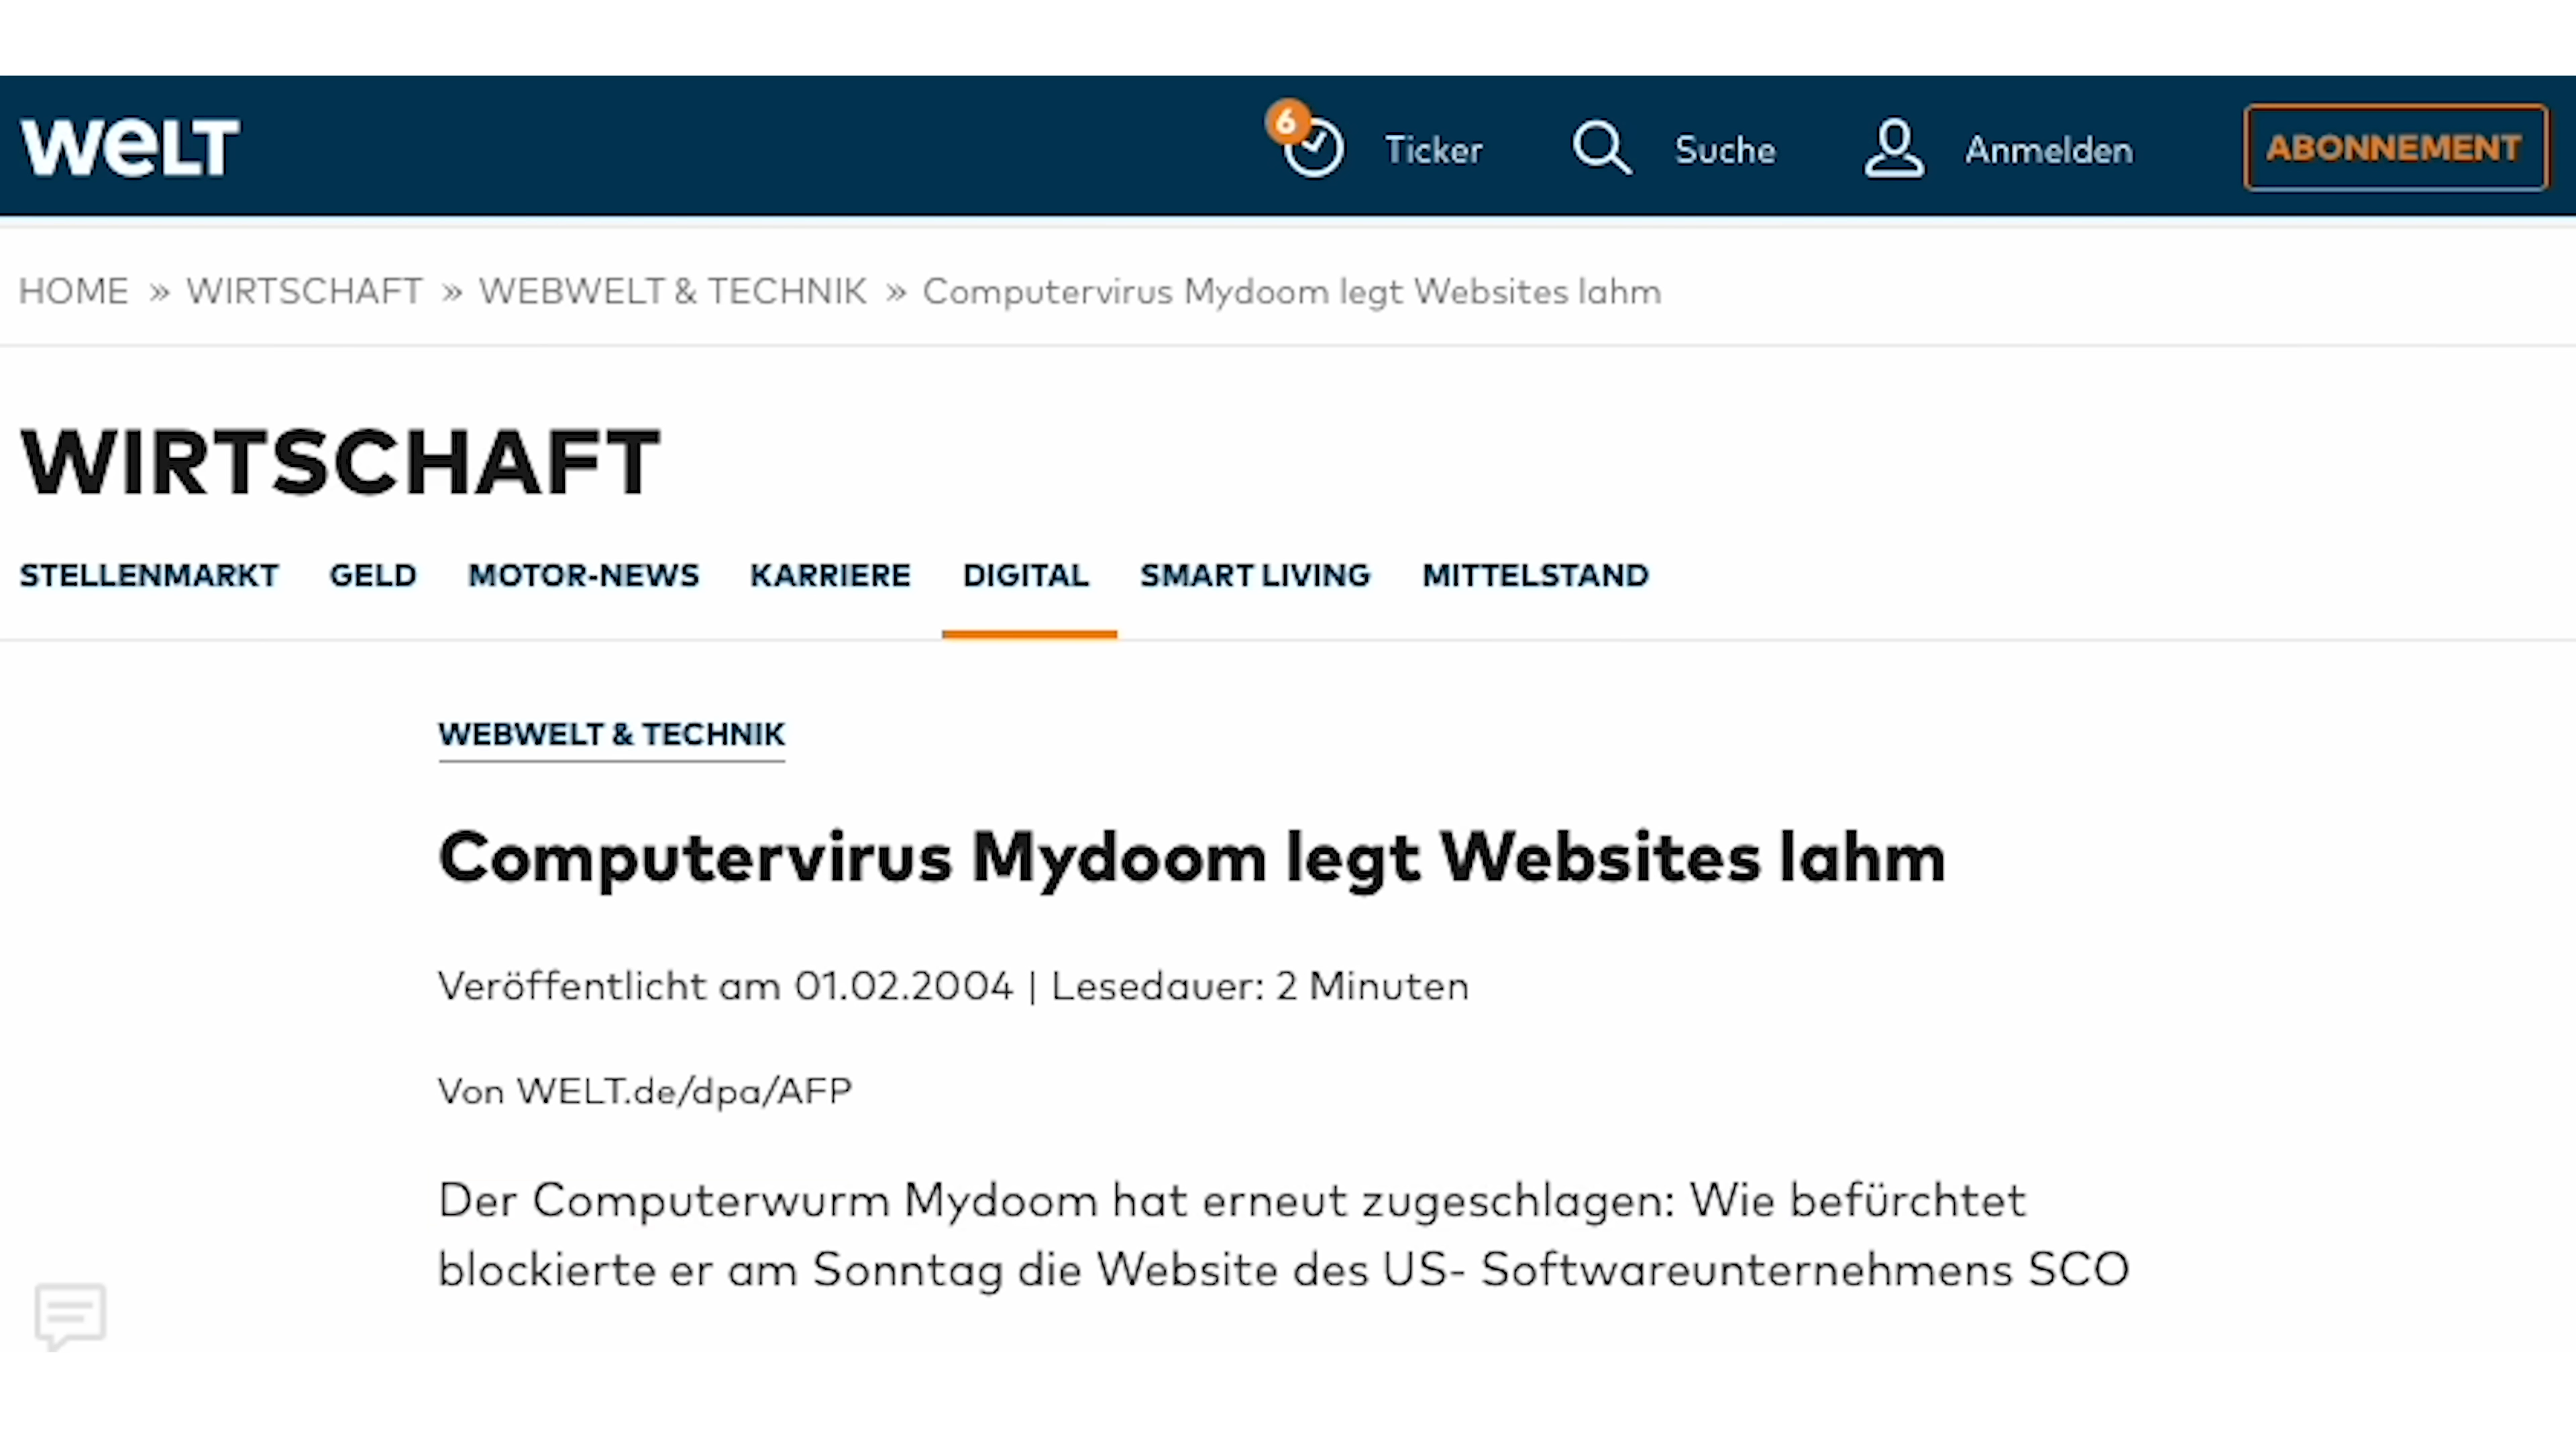 WELT
6 Ticker Suche Anmelden ABONNEMENT
HOME » WIRTSCHAFT » WEBWELT & TECHNIK » Computervirus Mydoom legt Websites lahm
WIRTSCHAFT
STELLENMARKT GELD MOTOR-NEWS KARRIERE DIGITAL SMART LIVING MITTELSTAND
WEBWELT & TECHNIK
Computervirus Mydoom legt Websites lahm
Veröffentlicht am 01.02.2004 | Lesedauer: 2 Minuten
Von WELT.de/dpa/AFP
Der Computerwurm Mydoom hat erneut zugeschlagen: Wie befürchtet
blockierte er am Sonntag die Website des US- Softwareunternehmens SCO